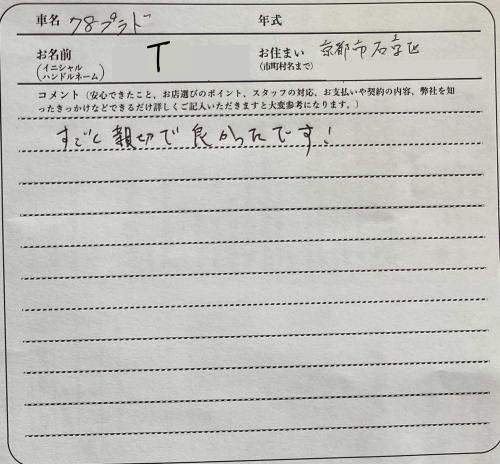 車名 78プラド 年式
お名前 T お住まい 京都市右京区
(イニシャル (市町村名まで)
ハンドルネーム)
コメント（安心できたこと、お店選びのポイント、スタッフの対応、お支払いや契約の内容、弊社を知
ったきっかけなどできるだけ詳しくご記入いただきますと大変参考になります。）
すごく親切で良かったです!